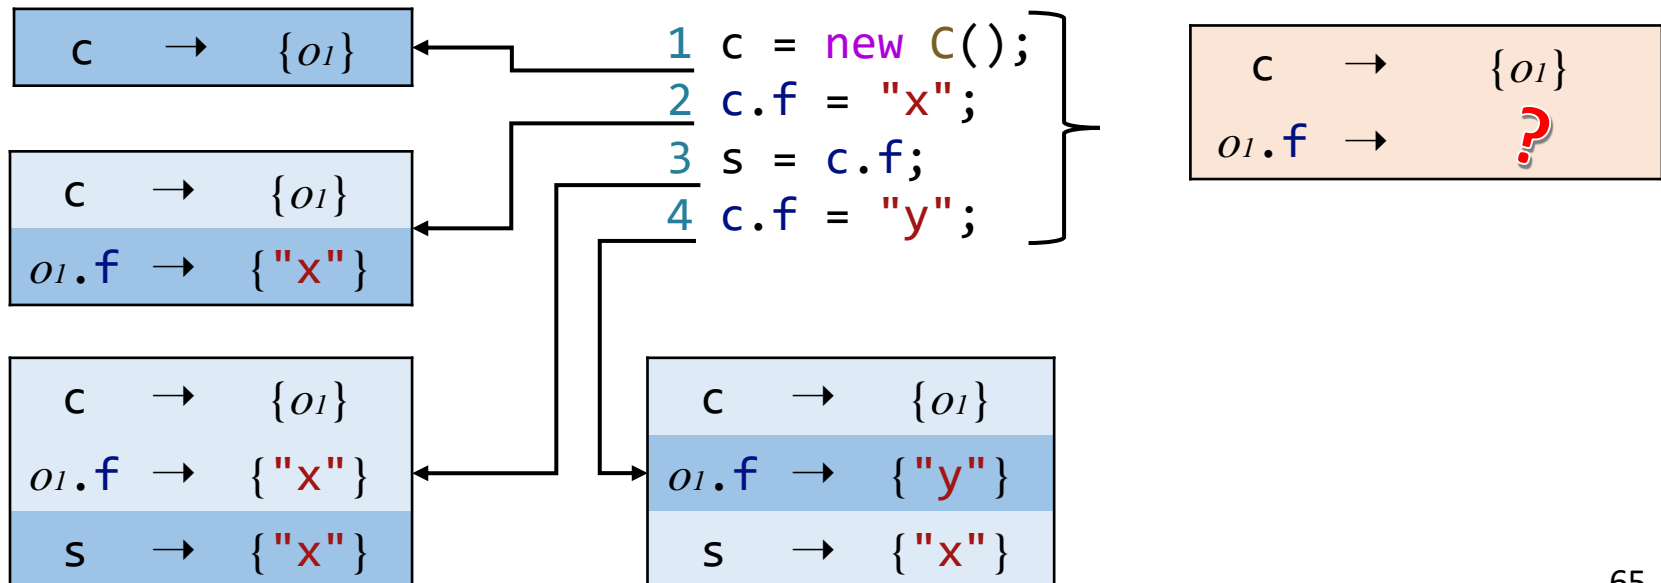 c → {o1}
1 c = new C();
2 c.f = "x";
3 s = c.f;
4 c.f = "y";
c → {o1}
o1.f → ?
c → {o1}
o1.f → {"x"}
c → {o1}
o1.f → {"x"}
s → {"x"}
c → {o1}
o1.f → {"y"}
s → {"x"}
65